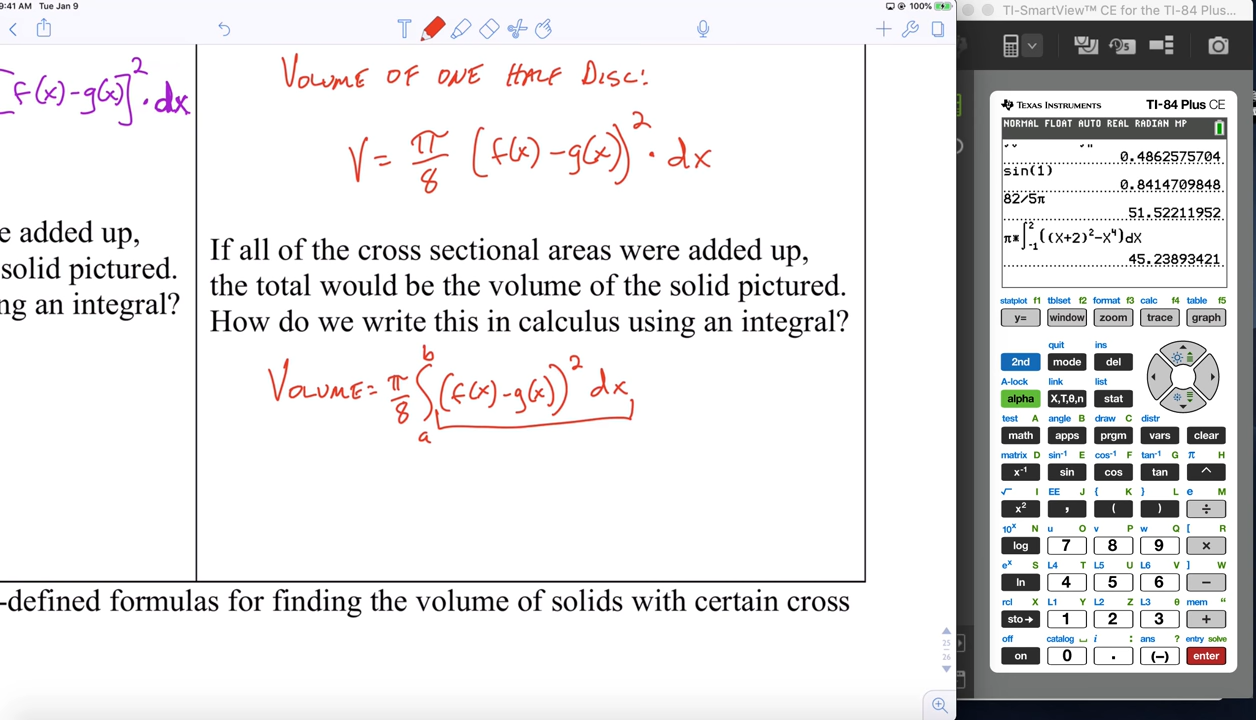 9:41 AM Tue Jan 9
100%
[f(x)-g(x)]²·dx
e added up,
solid pictured.
ng an integral?
VOLUME OF ONE HALF DISC:
V = π/8 (f(x)-g(x))²·dx
If all of the cross sectional areas were added up,
the total would be the volume of the solid pictured.
How do we write this in calculus using an integral?
VOLUME = π/8 ∫ₐᵇ (f(x)-g(x))² dx
-defined formulas for finding the volume of solids with certain cross
25
26
TI-SmartView™ CE for the TI-84 Plus...
TEXAS INSTRUMENTS TI-84 Plus CE
NORMAL FLOAT AUTO REAL RADIAN MP
0.4862575704
sin(1)
0.8414709848
82/5π
51.52211952
π*∫₋₁²((X+2)²-X⁴)dX
45.23893421
statplot f1 tblset f2 format f3 calc f4 table f5
y= window zoom trace graph
quit ins
2nd mode del
A-lock link list
alpha X,T,θ,n stat
test A angle B draw C distr
math apps prgm vars clear
matrix D sin⁻¹ E cos⁻¹ F tan⁻¹ G π H
x⁻¹ sin cos tan ^
√ I EE J { K } L e M
x² , ( ) ÷
10ˣ N u O v P w Q [ R
log 7 8 9 ×
eˣ S L4 T L5 U L6 V ] W
ln 4 5 6 −
rcl X L1 Y L2 Z L3 θ mem "
sto→ 1 2 3 +
off catalog i : ans ? entry solve
on 0 . (−) enter